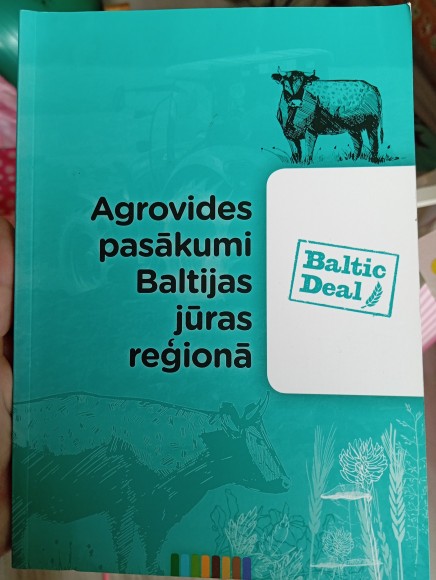 Agrovides
pasākumi
Baltijas
jūras
reģionā
Baltic
Deal